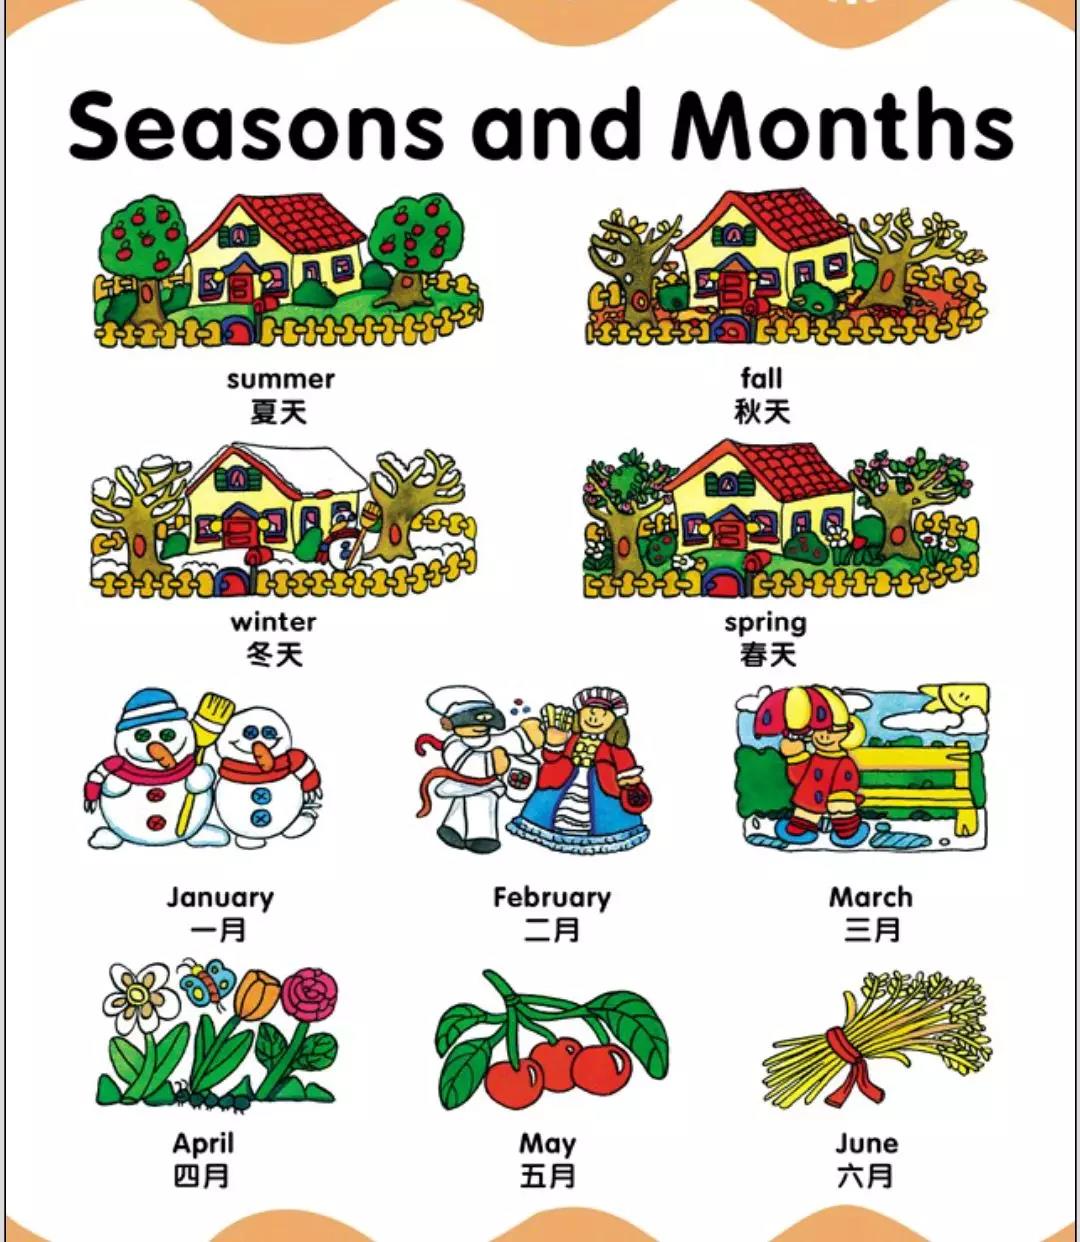 Seasons and Months
summer
夏天
fall
秋天
winter
冬天
spring
春天
January
一月
February
二月
March
三月
April
四月
May
五月
June
六月